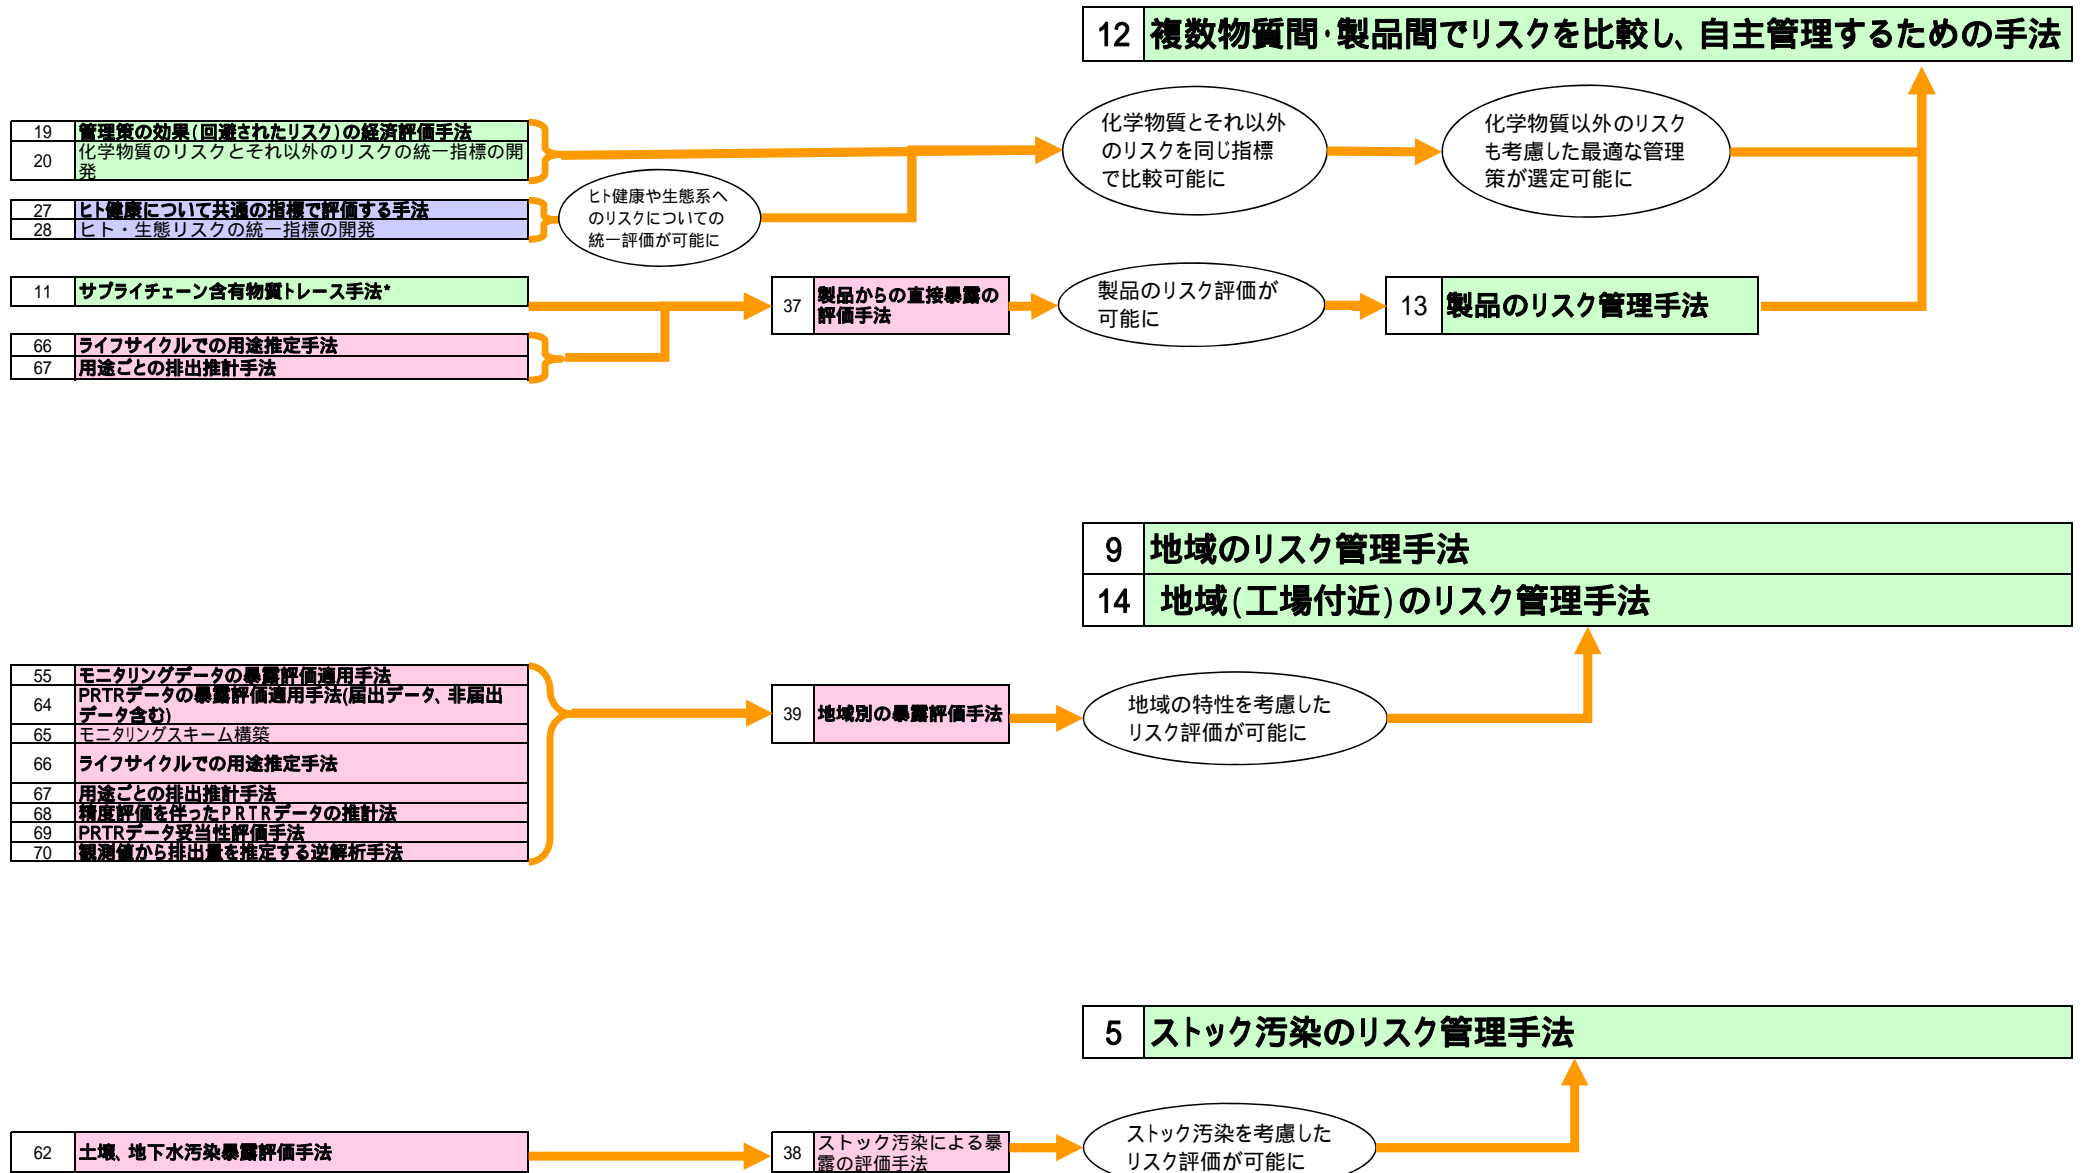 12 複数物質間・製品間でリスクを比較し、自主管理するための手法
19 管理策の効果(回避されたリスク)の経済評価手法
20 化学物質のリスクとそれ以外のリスクの統一指標の開
発
27 ヒト健康について共通の指標で評価する手法
28 ヒト・生態リスクの統一指標の開発
ヒト健康や生態系へ
のリスクについての
統一評価が可能に
化学物質とそれ以外
のリスクを同じ指標
で比較可能に
化学物質以外のリスク
も考慮した最適な管理
策が選定可能に
11 サプライチェーン含有物質トレース手法*
66 ライフサイクルでの用途推定手法
67 用途ごとの排出推計手法
37 製品からの直接暴露の
評価手法
製品のリスク評価が
可能に
13 製品のリスク管理手法
9 地域のリスク管理手法
14 地域(工場付近)のリスク管理手法
55 モニタリングデータの暴露評価適用手法
64 PRTRデータの暴露評価適用手法(届出データ、非届出
データ含む)
65 モニタリングスキーム構築
66 ライフサイクルでの用途推定手法
67 用途ごとの排出推計手法
68 精度評価を伴ったPRTRデータの推計法
69 PRTRデータ妥当性評価手法
70 観測値から排出量を推定する逆解析手法
39 地域別の暴露評価手法
地域の特性を考慮した
リスク評価が可能に
5 ストック汚染のリスク管理手法
62 土壌、地下水汚染暴露評価手法
38 ストック汚染による暴
露の評価手法
ストック汚染を考慮した
リスク評価が可能に